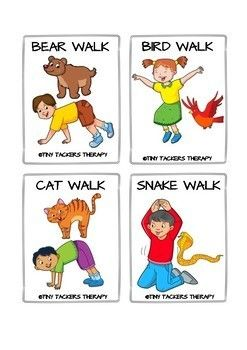 BEAR WALK
©TINY TACKERS THERAPY
BIRD WALK
©TINY TACKERS THERAPY
CAT WALK
©TINY TACKERS THERAPY
SNAKE WALK
©TINY TACKERS THERAPY